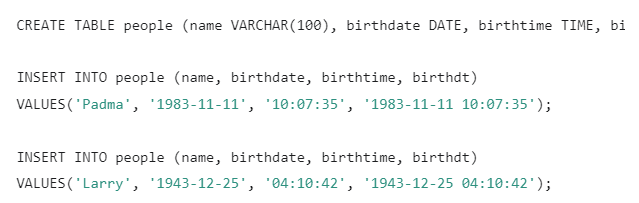 CREATE TABLE people (name VARCHAR(100), birthdate DATE, birthtime TIME, bi
INSERT INTO people (name, birthdate, birthtime, birthdt)
VALUES('Padma', '1983-11-11', '10:07:35', '1983-11-11 10:07:35');
INSERT INTO people (name, birthdate, birthtime, birthdt)
VALUES('Larry', '1943-12-25', '04:10:42', '1943-12-25 04:10:42');